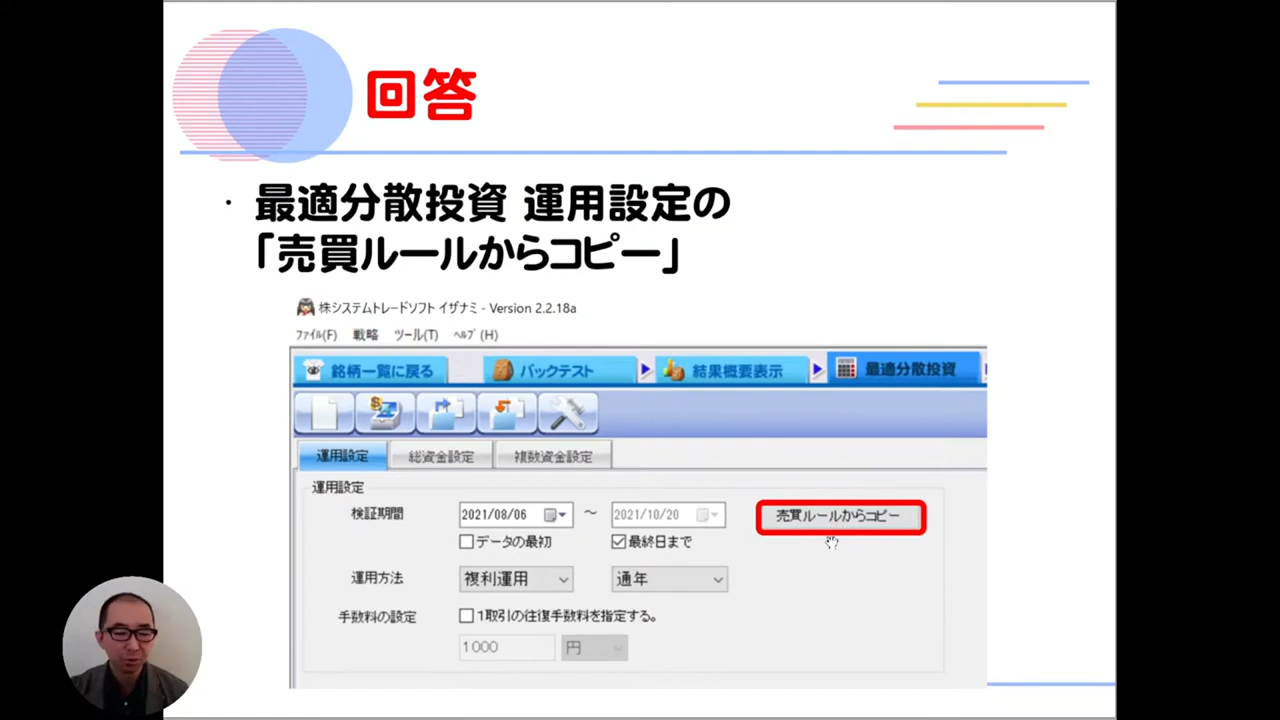 回答
・最適分散投資 運用設定の
「売買ルールからコピー」
株システムトレードソフト イザナミ - Version 2.2.18a
ファイル(F) 戦略 ツール(T) ヘルプ(H)
銘柄一覧に戻る バックテスト 結果概要表示 最適分散投資
運用設定 総資金設定 複数資金設定
運用設定
検証期間 2021/08/06 ～ 2021/10/20 売買ルールからコピー
データの最初 最終日まで
運用方法 複利運用 通年
手数料の設定 1取引の往復手数料を指定する。
1000 円